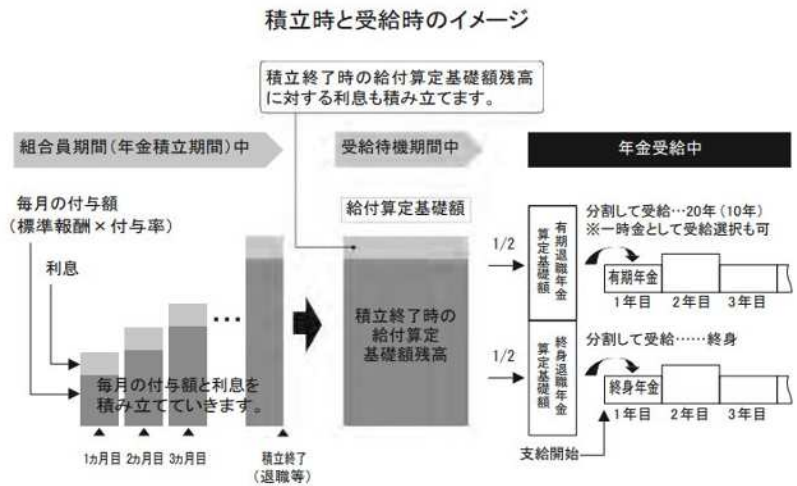 積立時と受給時のイメージ
積立終了時の給付算定基礎額残高
に対する利息も積み立てます。
組合員期間(年金積立期間)中
受給待機期間中
年金受給中
毎月の付与額
(標準報酬×付与率)
利息
毎月の付与額と利息を
積み立てていきます。
1カ月目
2カ月目
3カ月目
…
積立終了
(退職等)
給付算定基礎額
積立終了時の
給付算定
基礎額残高
1/2
有期退職年金
算定基礎額
分割して受給…20年(10年)
※一時金として受給選択も可
有期年金
1年目
2年目
3年目
1/2
終身退職年金
算定基礎額
分割して受給……終身
終身年金
1年目
2年目
3年目
支給開始